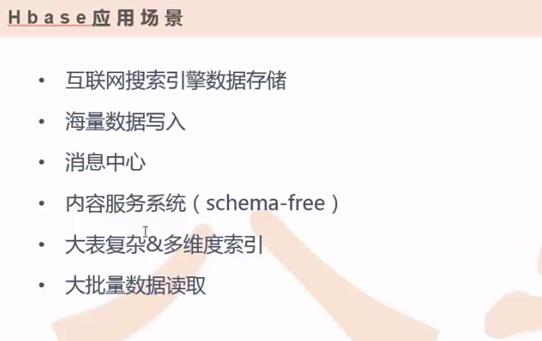 Hbase应用场景
• 互联网搜索引擎数据存储
• 海量数据写入
• 消息中心
• 内容服务系统（schema-free）
• 大表复杂&多维度索引
• 大批量数据读取